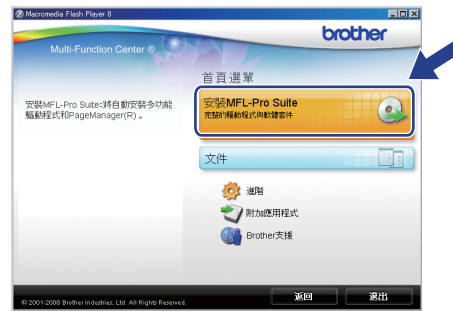 Macromedia Flash Player 8
brother
Multi-Function Center ®
首頁選單
安裝MFL-Pro Suite:將自動安裝多功能
驅動程式和PageManager(R) 。
安裝MFL-Pro Suite
完整的驅動程式與軟體套件
文件
進階
附加應用程式
Brother支援
© 2001-2008 Brother Industries, Ltd. All Rights Reserved.
返回
退出